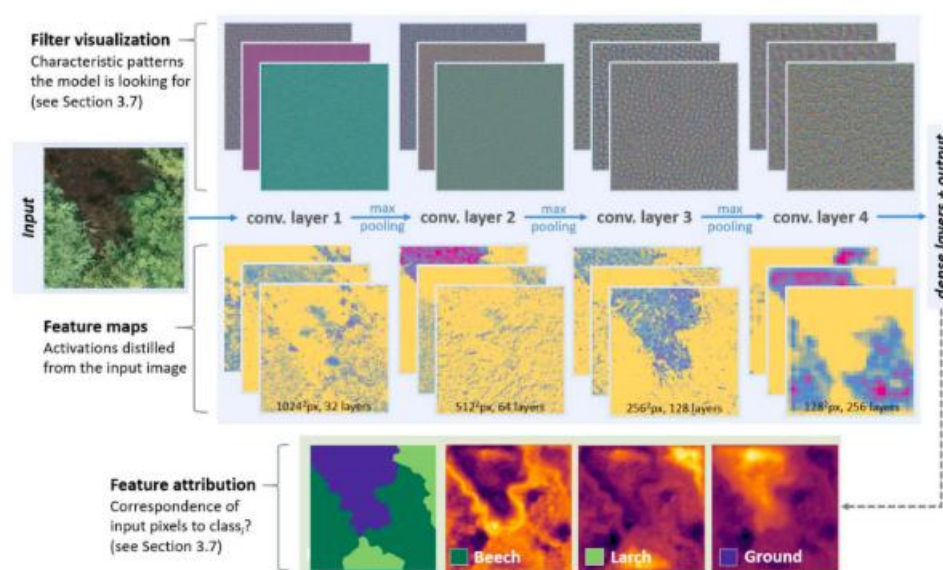 Filter visualization
Characteristic patterns
the model is looking for
(see Section 3.7)
Input
conv. layer 1
max
pooling
conv. layer 2
max
pooling
conv. layer 3
max
pooling
conv. layer 4
dense layers + output
Feature maps
Activations distilled
from the input image
1024²px, 32 layers
512²px, 64 layers
256²px, 128 layers
128²px, 256 layers
Feature attribution
Correspondence of
input pixels to classᵢ?
(see Section 3.7)
Beech
Larch
Ground